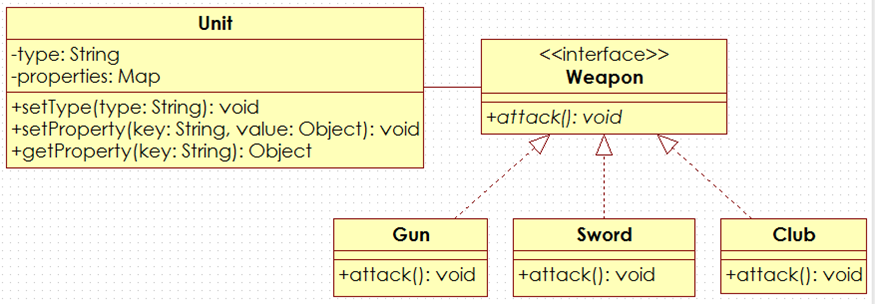 Unit
-type: String
-properties: Map
+setType(type: String): void
+setProperty(key: String, value: Object): void
+getProperty(key: String): Object
<<interface>>
Weapon
+attack(): void
Gun
+attack(): void
Sword
+attack(): void
Club
+attack(): void